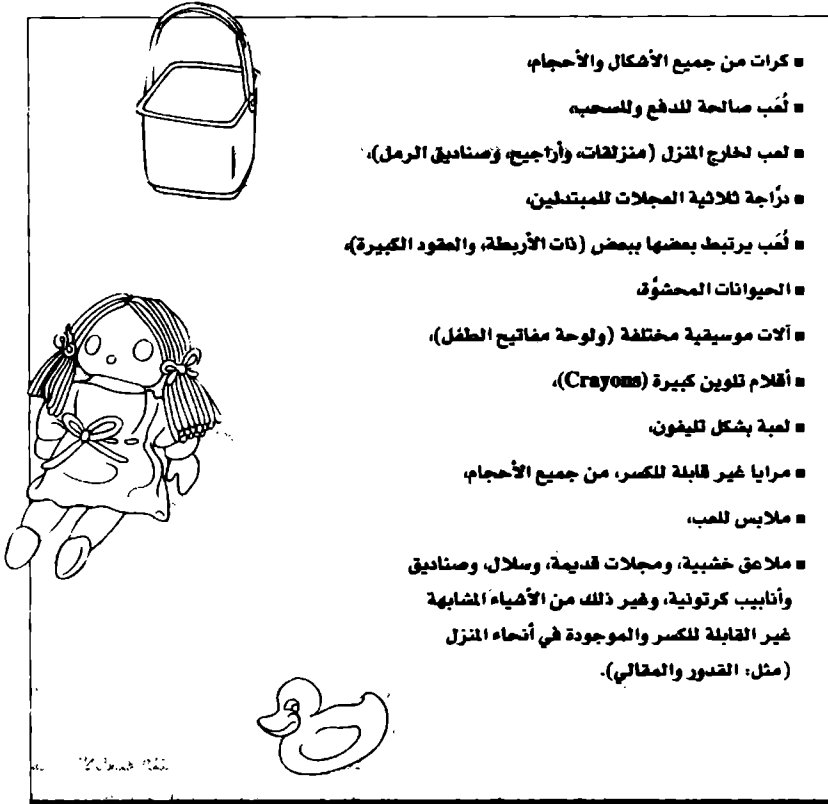 ▪ كرات من جميع الأشكال والأحجام،
▪ لُعَب صالحة للدفع وللسحب،
▪ لعب لخارج المنزل (منزلقات، وأراجيح، وصناديق الرمل)،
▪ درَّاجة ثلاثية العجلات للمبتدئين،
▪ لُعَب يرتبط بعضها ببعض (ذات الأربطة، والعقود الكبيرة)،
▪ الحيوانات المحشوَّة،
▪ آلات موسيقية مختلفة (ولوحة مفاتيح الطفل)،
▪ أقلام تلوين كبيرة (Crayons)،
▪ لعبة بشكل تليفون،
▪ مرايا غير قابلة للكسر، من جميع الأحجام،
▪ ملابس للعب،
▪ ملاعق خشبية، ومجلات قديمة، وسلال، وصناديق
وأنابيب كرتونية، وغير ذلك من الأشياء المشابهة
غير القابلة للكسر والموجودة في أنحاء المنزل
(مثل: القدور والمقالي).